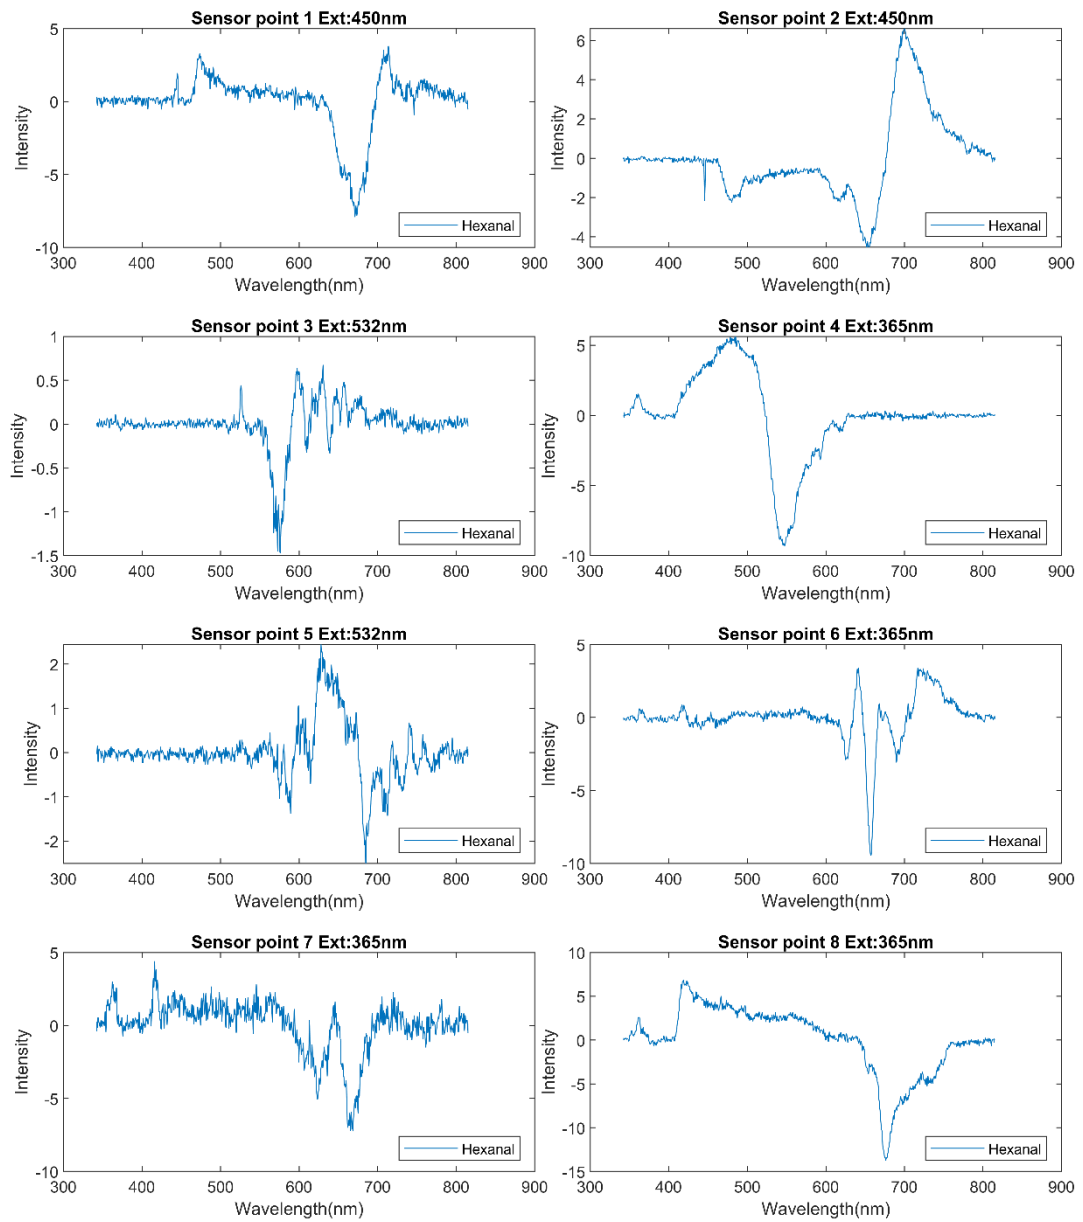 Sensor point 1 Ext:450nm
5
0
-5
-10
Intensity
Hexanal
300 400 500 600 700 800 900
Wavelength(nm)
Sensor point 2 Ext:450nm
6
4
2
0
-2
-4
Intensity
Hexanal
300 400 500 600 700 800 900
Wavelength(nm)
Sensor point 3 Ext:532nm
1
0.5
0
-0.5
-1
-1.5
Intensity
Hexanal
300 400 500 600 700 800 900
Wavelength(nm)
Sensor point 4 Ext:365nm
5
0
-5
-10
Intensity
Hexanal
300 400 500 600 700 800 900
Wavelength(nm)
Sensor point 5 Ext:532nm
2
1
0
-1
-2
Intensity
Hexanal
300 400 500 600 700 800 900
Wavelength(nm)
Sensor point 6 Ext:365nm
5
0
-5
-10
Intensity
Hexanal
300 400 500 600 700 800 900
Wavelength(nm)
Sensor point 7 Ext:365nm
5
0
-5
-10
Intensity
Hexanal
300 400 500 600 700 800 900
Wavelength(nm)
Sensor point 8 Ext:365nm
10
5
0
-5
-10
-15
Intensity
Hexanal
300 400 500 600 700 800 900
Wavelength(nm)